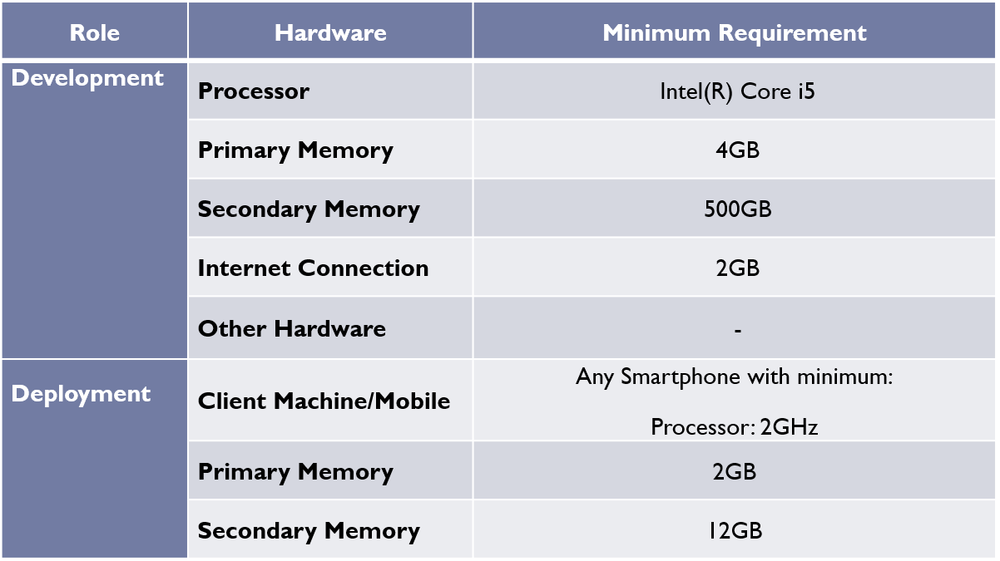 Role Hardware Minimum Requirement
Development Processor Intel(R) Core i5
Primary Memory 4GB
Secondary Memory 500GB
Internet Connection 2GB
Other Hardware -
Deployment Client Machine/Mobile Any Smartphone with minimum:
Processor: 2GHz
Primary Memory 2GB
Secondary Memory 12GB